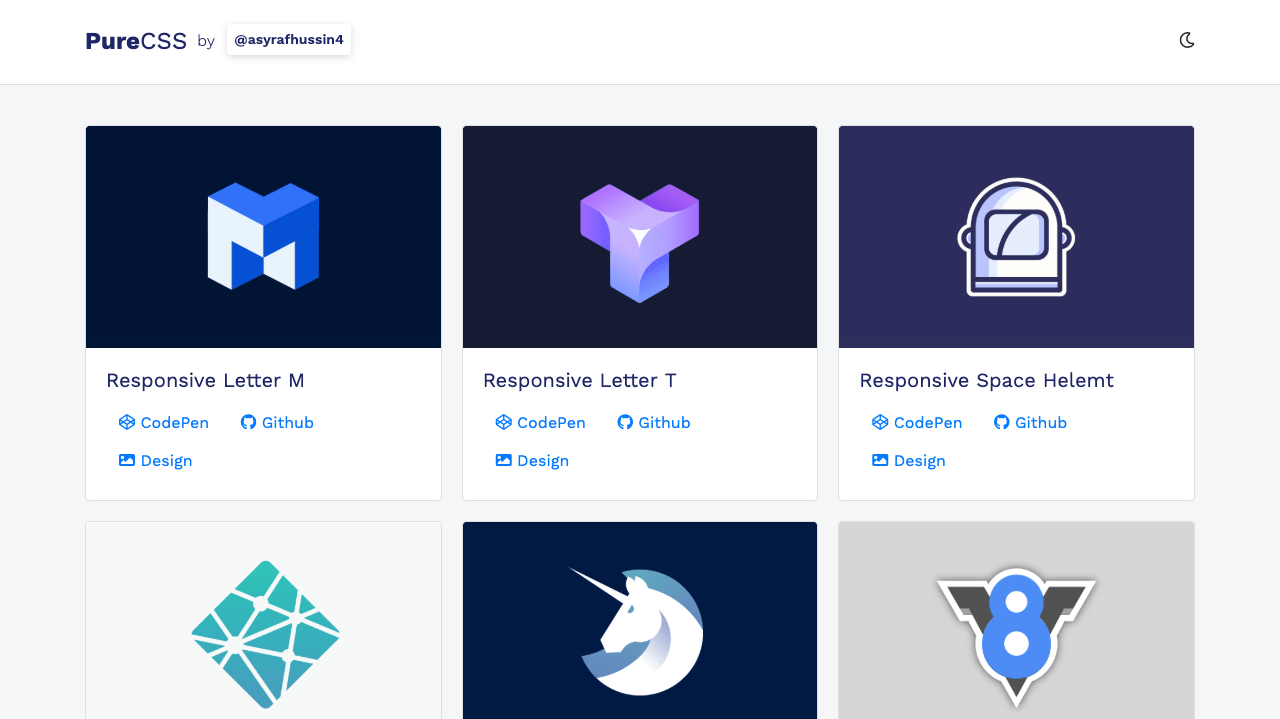 PureCSS by @asyrafhussin4
Responsive Letter M
CodePen Github
Design
Responsive Letter T
CodePen Github
Design
Responsive Space Helemt
CodePen Github
Design
8